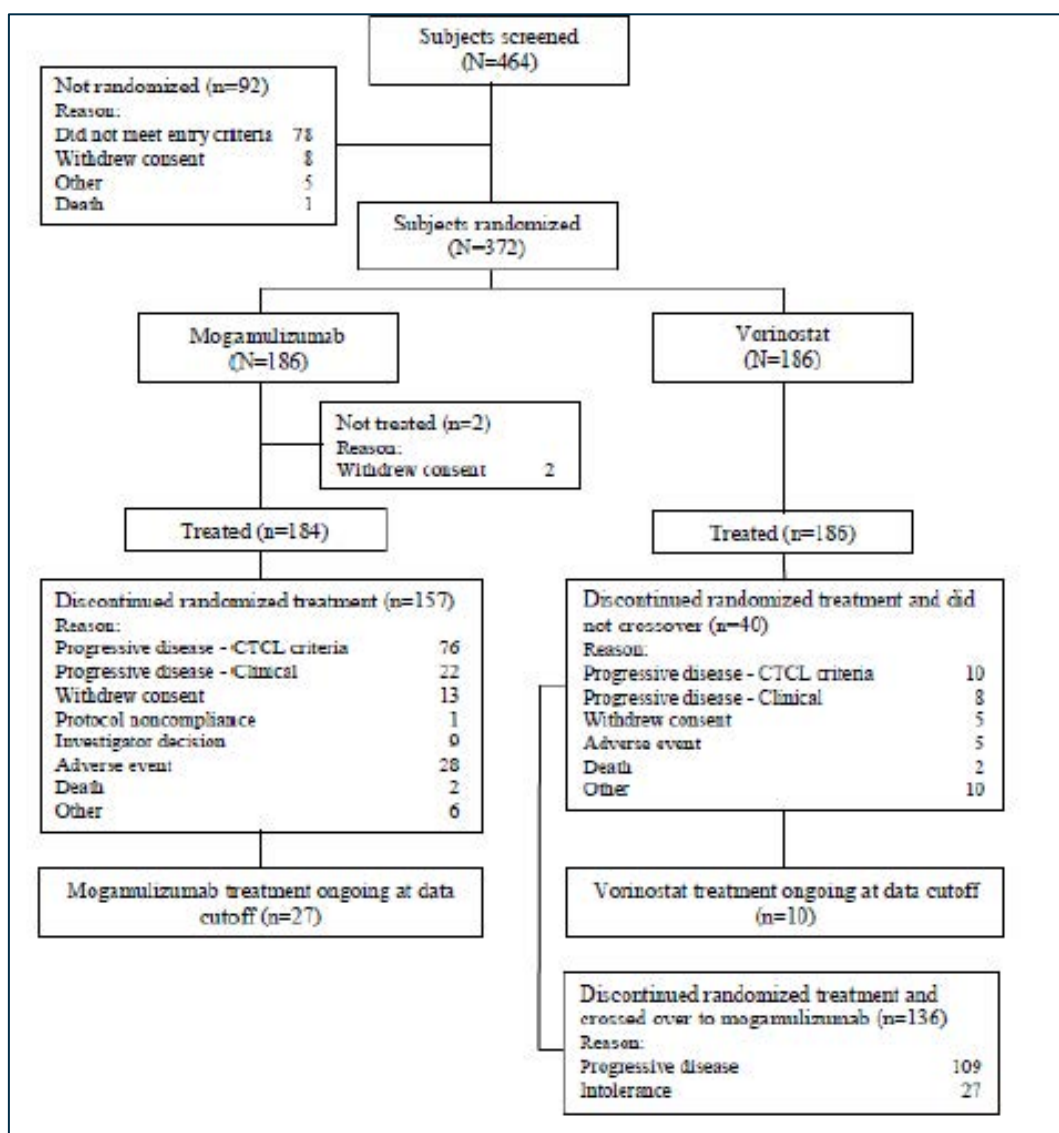 Subjects screened
(N=464)
Not randomized (n=92)
Reason:
Did not meet entry criteria 78
Withdrew consent 8
Other 5
Death 1
Subjects randomized
(N=372)
Mogamulizumab
(N=186)
Vorinostat
(N=186)
Not treated (n=2)
Reason:
Withdrew consent 2
Treated (n=184)
Treated (n=186)
Discontinued randomized treatment (n=157)
Reason:
Progressive disease - CTCL criteria 76
Progressive disease - Clinical 22
Withdrew consent 13
Protocol noncompliance 1
Investigator decision 9
Adverse event 28
Death 2
Other 6
Discontinued randomized treatment and did
not crossover (n=40)
Reason:
Progressive disease - CTCL criteria 10
Progressive disease - Clinical 8
Withdrew consent 5
Adverse event 5
Death 2
Other 10
Mogamulizumab treatment ongoing at data
cutoff (n=27)
Vorinostat treatment ongoing at data cutoff
(n=10)
Discontinued randomized treatment and
crossed over to mogamulizumab (n=136)
Reason:
Progressive disease 109
Intolerance 27